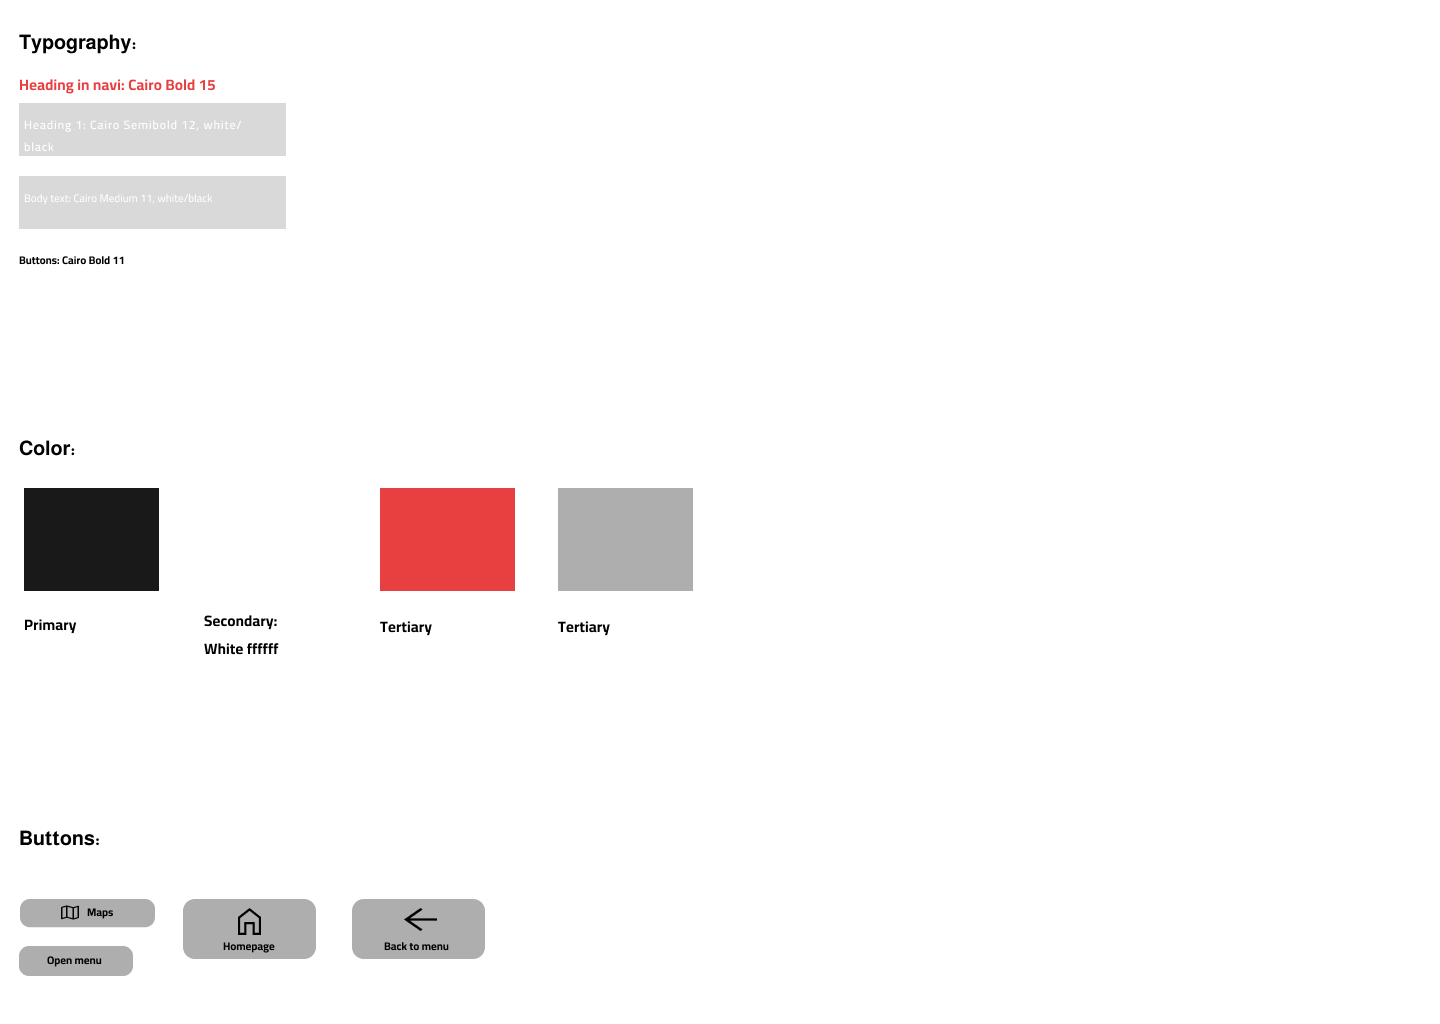 Typography:
Heading in navi: Cairo Bold 15
Heading 1: Cairo Semibold 12, white/
black
Body text: Cairo Medium 11, white/black
Buttons: Cairo Bold 11
Color:
Primary
Secondary:
White ffffff
Tertiary
Tertiary
Buttons:
Maps
Homepage
Back to menu
Open menu